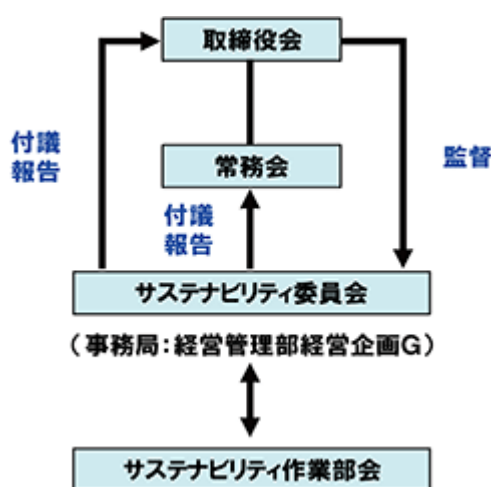 取締役会
付議
報告
監督
常務会
付議
報告
サステナビリティ委員会
（事務局：経営管理部経営企画G）
サステナビリティ作業部会